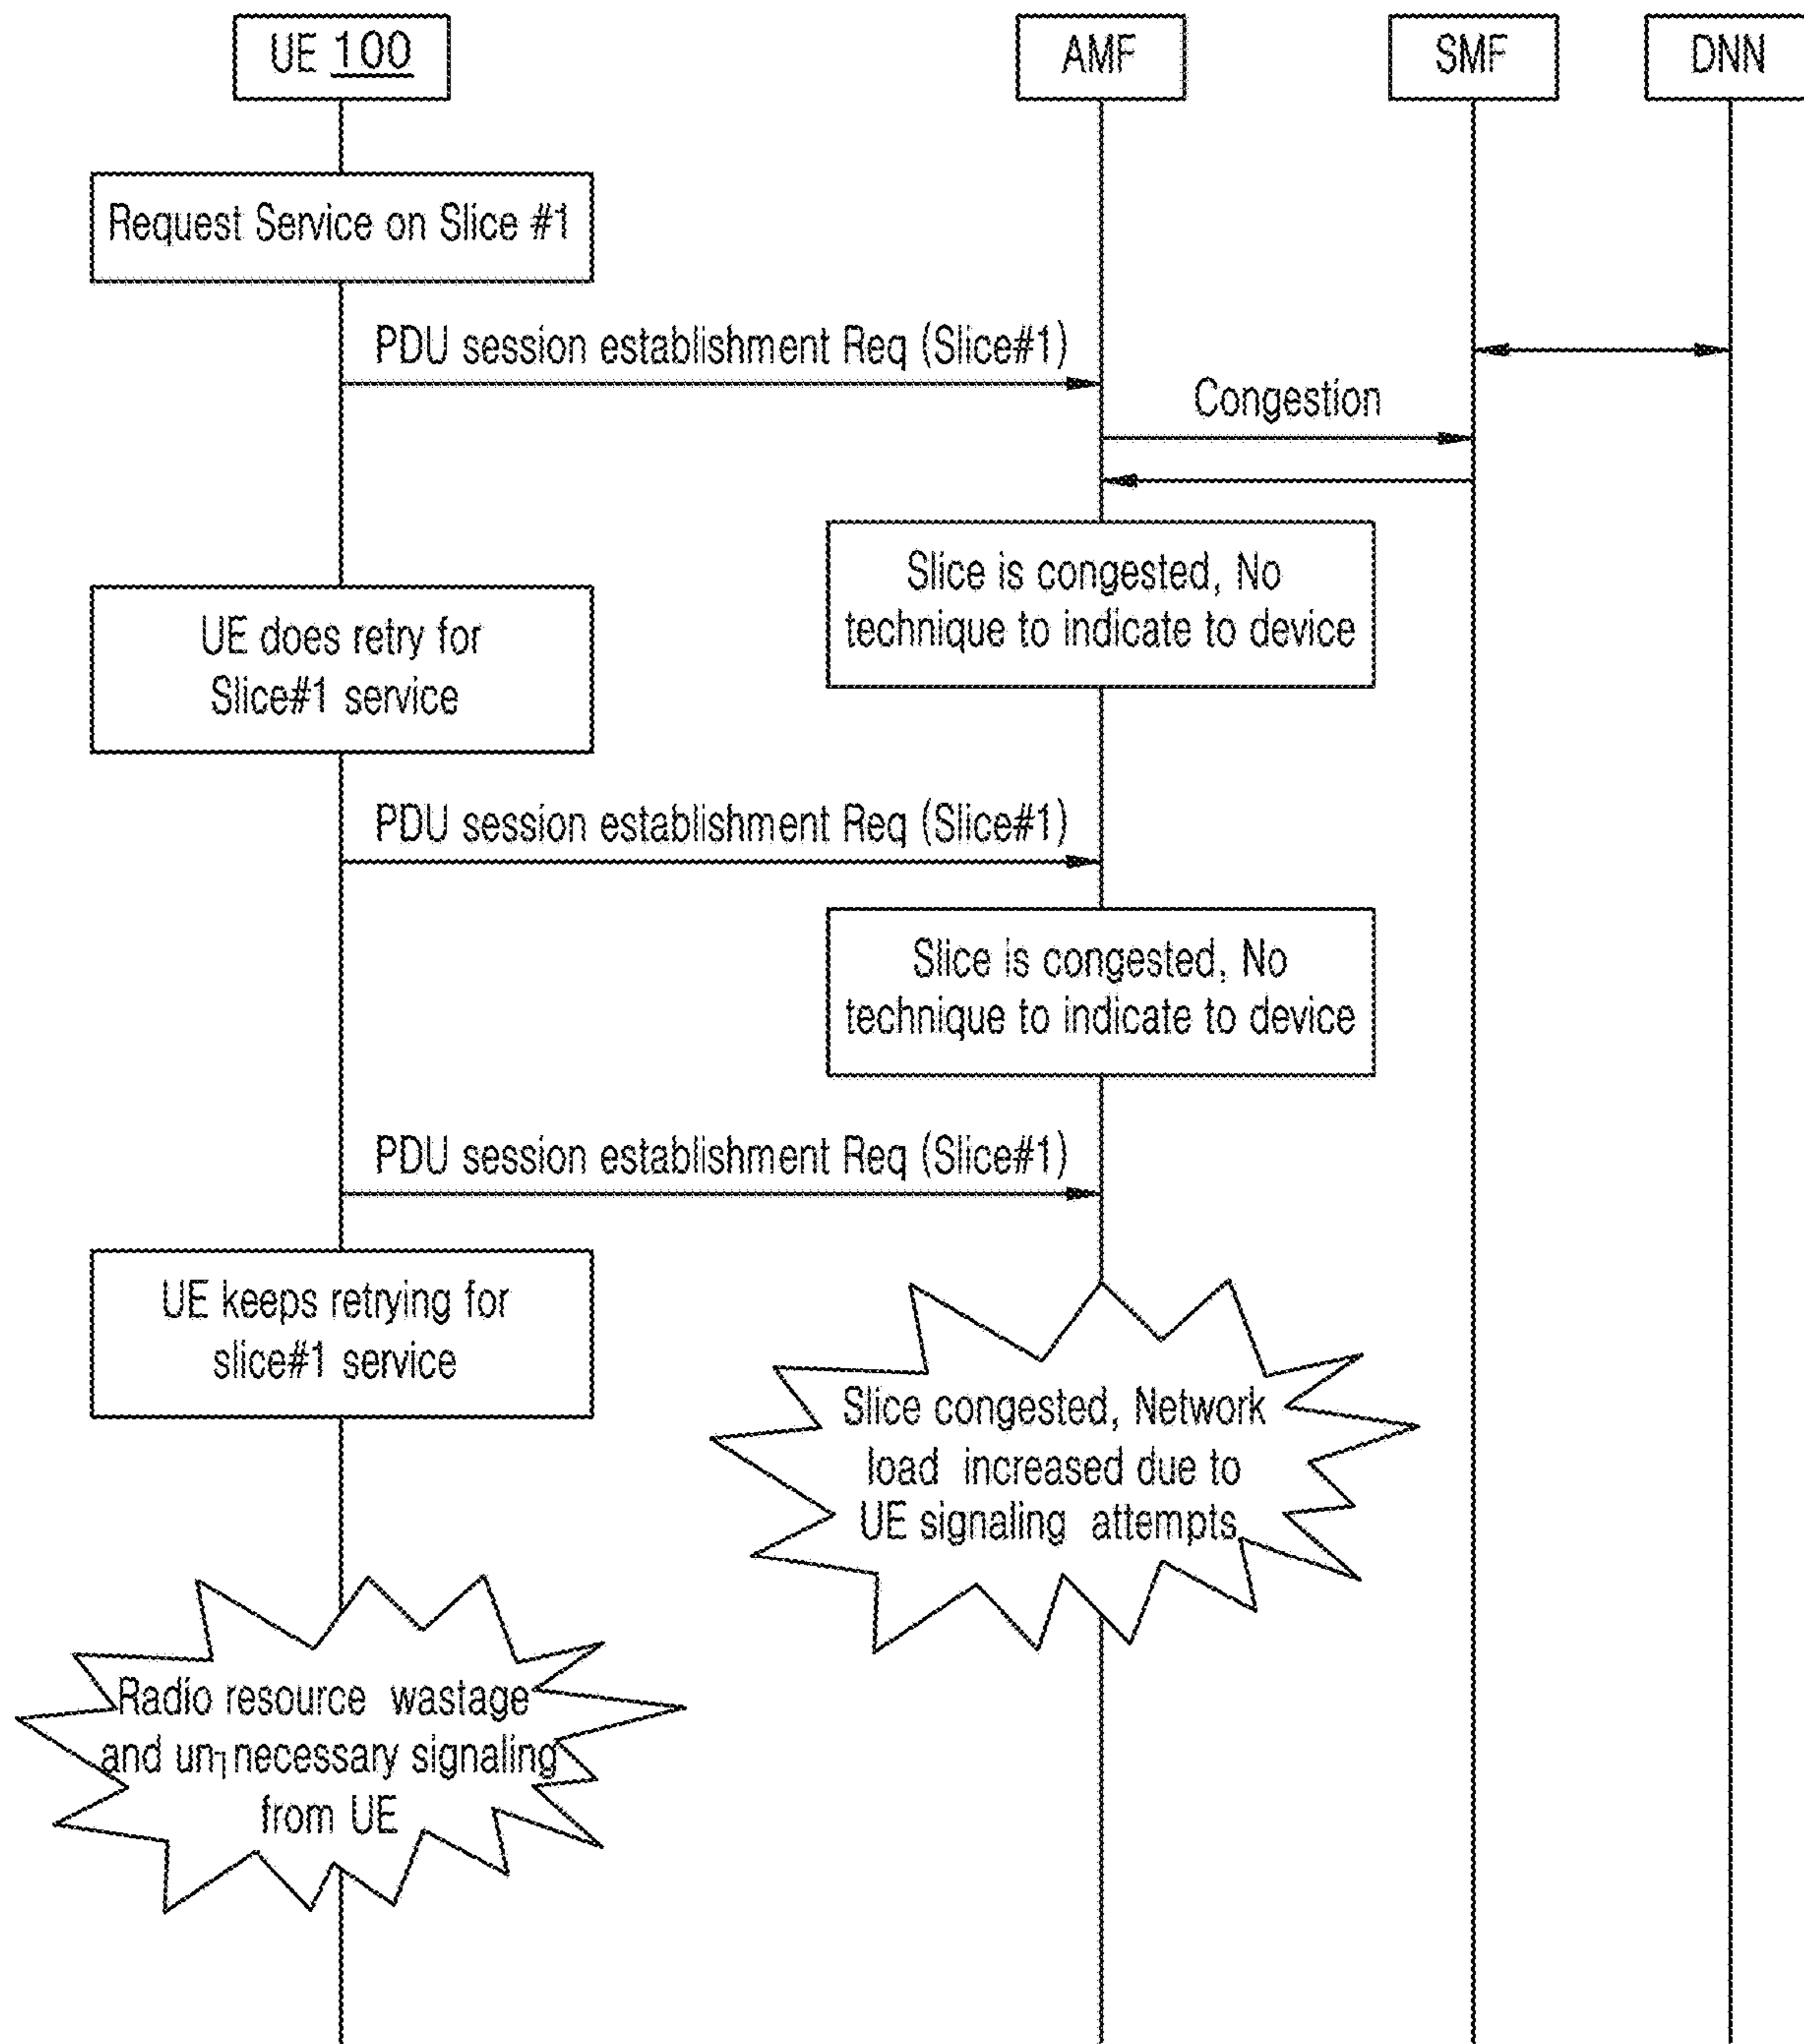 UE 100
AMF
SMF
DNN
Request Service on Slice #1
PDU session establishment Req (Slice#1)
Congestion
Slice is congested, No
technique to indicate to device
UE does retry for
Slice#1 service
PDU session establishment Req (Slice#1)
Slice is congested, No
technique to indicate to device
PDU session establishment Req (Slice#1)
UE keeps retrying for
slice#1 service
Slice congested, Network
load increased due to
UE signaling attempts
Radio resource wastage
and un┐necessary signaling
from UE